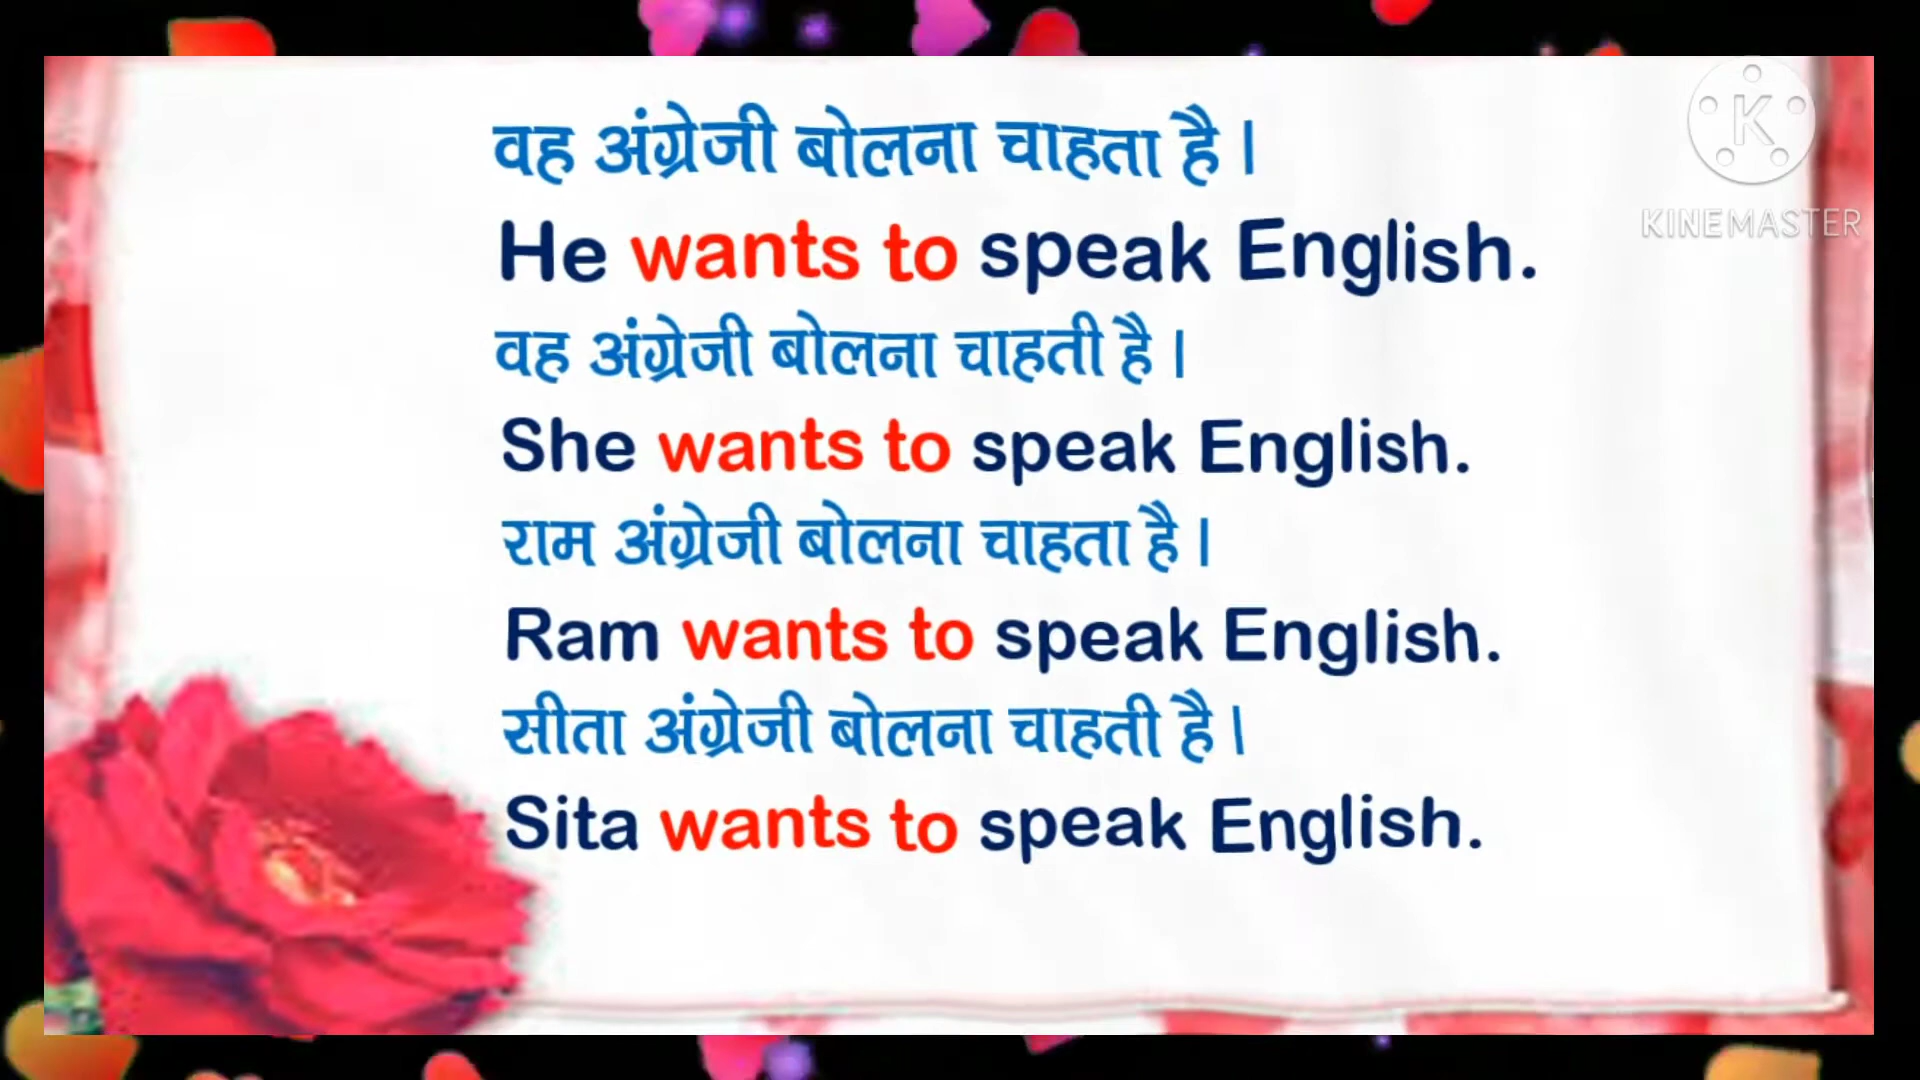 वह अंग्रेजी बोलना चाहता है ।
He wants to speak English.
वह अंग्रेजी बोलना चाहती है ।
She wants to speak English.
राम अंग्रेजी बोलना चाहता है ।
Ram wants to speak English.
सीता अंग्रेजी बोलना चाहती है ।
Sita wants to speak English.
K
KINEMASTER